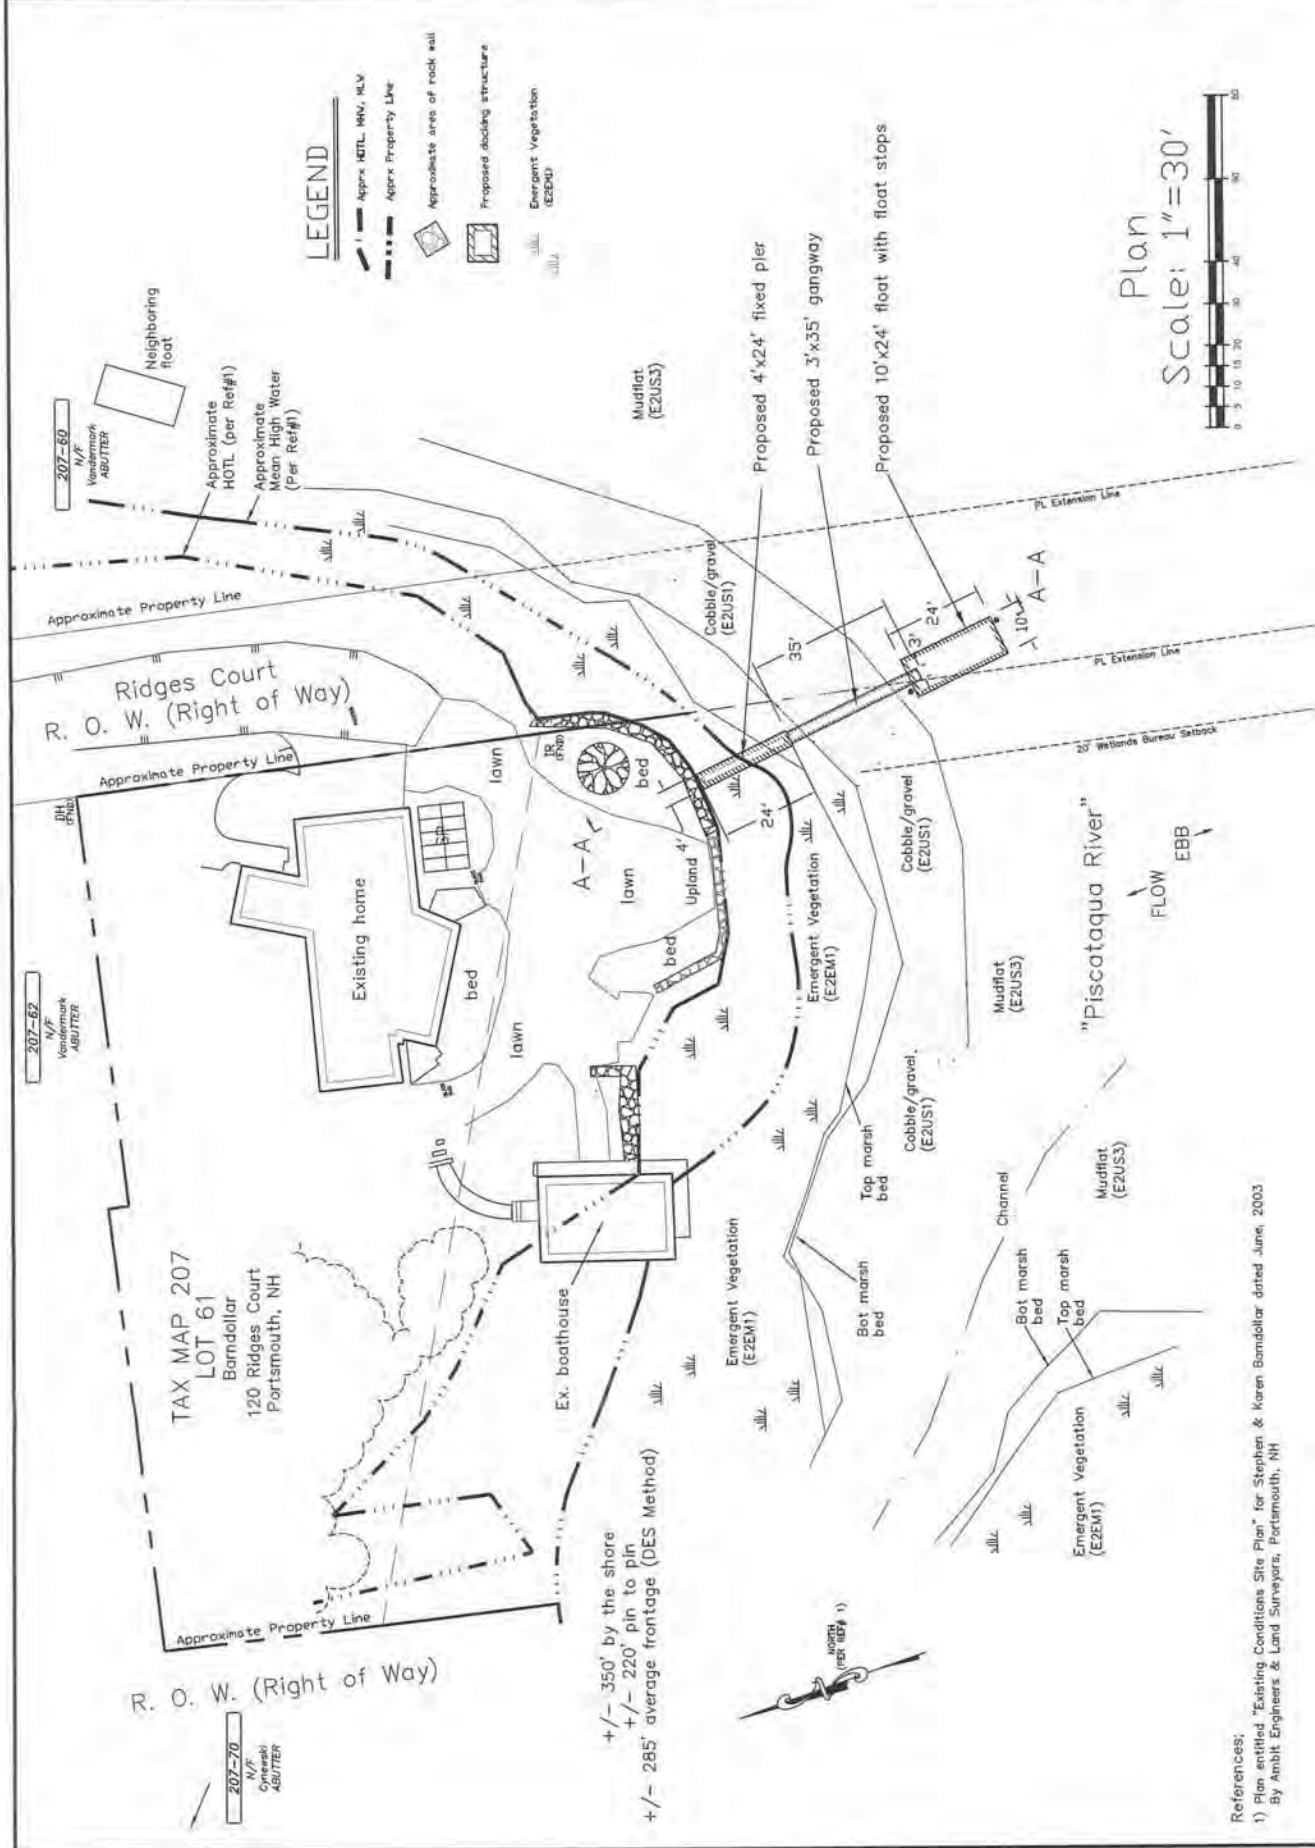 207-70
N/F
Cynewski
ABUTTER
R. O. W. (Right of Way)
Approximate Property Line
207-62
N/F
Vandermark
ABUTTER
TAX MAP 207
LOT 61
Barndollar
120 Ridges Court
Portsmouth, NH
DH
(FND)
Approximate Property Line
Ridges Court
R. O. W. (Right of Way)
Approximate Property Line
207-60
N/F
Vandermark
ABUTTER
Neighboring
float
Approximate
HOTL (per Ref#1)
Approximate
Mean High Water
(Per Ref#1)
LEGEND
Apprx HOTL, MHW, MLW
Apprx Property Line
Approximate area of rock wall
Proposed docking structure
Emergent Vegetation
(E2EM1)
Existing home
bed
lawn
lawn
lawn
IR
(FND)
bed
bed
A-A
Upland
4'
24'
Ex. boathouse
+/- 350' by the shore
+/- 220' pin to pin
+/- 285' average frontage (DES Method)
Emergent Vegetation
(E2EM1)
Emergent Vegetation
(E2EM1)
Cobble/gravel
(E2US1)
35'
3'
24'
10'
A-A
Mudflat
(E2US3)
Proposed 4'x24' fixed pier
Proposed 3'x35' gangway
Proposed 10'x24' float with float stops
PL Extension Line
PL Extension Line
20' Wetlands Bureau Setback
Top marsh
bed
Bot marsh
bed
Cobble/gravel
(E2US1)
Cobble/gravel
(E2US1)
Mudflat
(E2US3)
"Piscataqua River"
FLOW
EBB
Channel
Mudflat
(E2US3)
Bot marsh
bed
Top marsh
bed
Emergent Vegetation
(E2EM1)
NORTH
(PER REF# 1)
Plan
Scale: 1"=30'
References:
1) Plan entitled "Existing Conditions Site Plan" for Stephen & Karen Barndollar dated June, 2003
By Ambit Engineers & Land Surveyors, Portsmouth, NH